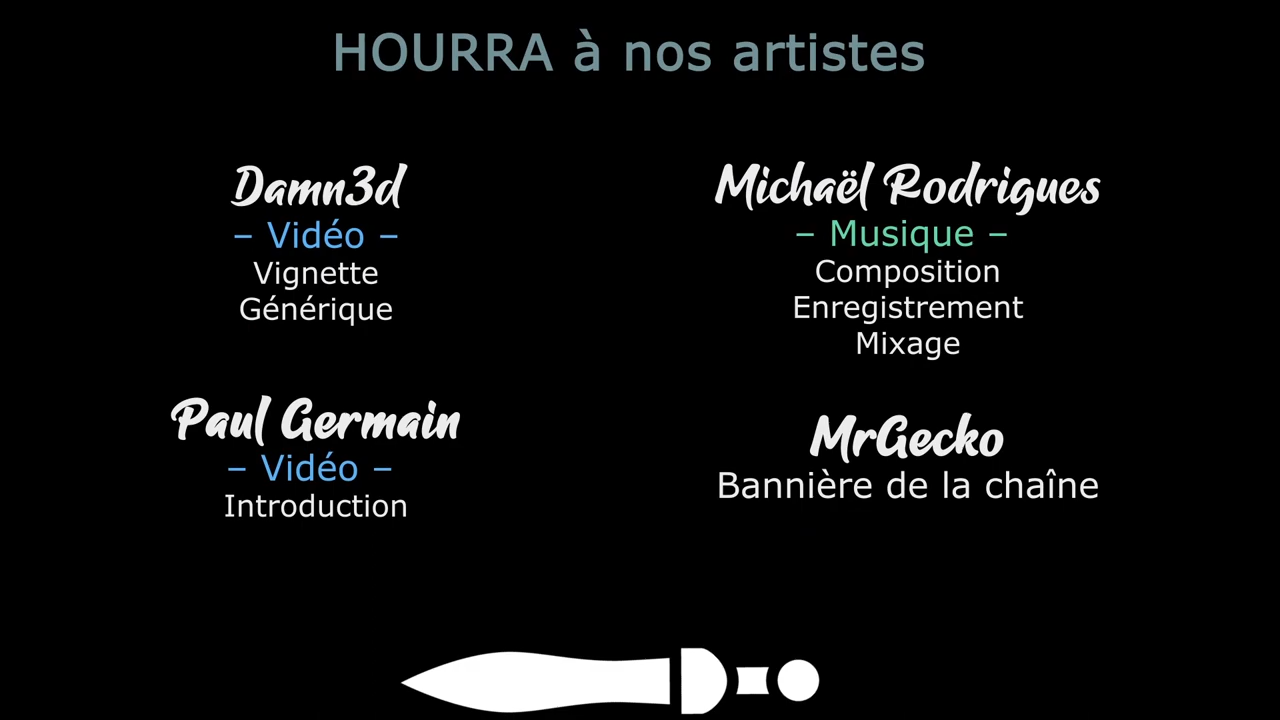 HOURRA à nos artistes
Damn3d
– Vidéo –
Vignette
Générique
Michaël Rodrigues
– Musique –
Composition
Enregistrement
Mixage
Paul Germain
– Vidéo –
Introduction
MrGecko
Bannière de la chaîne